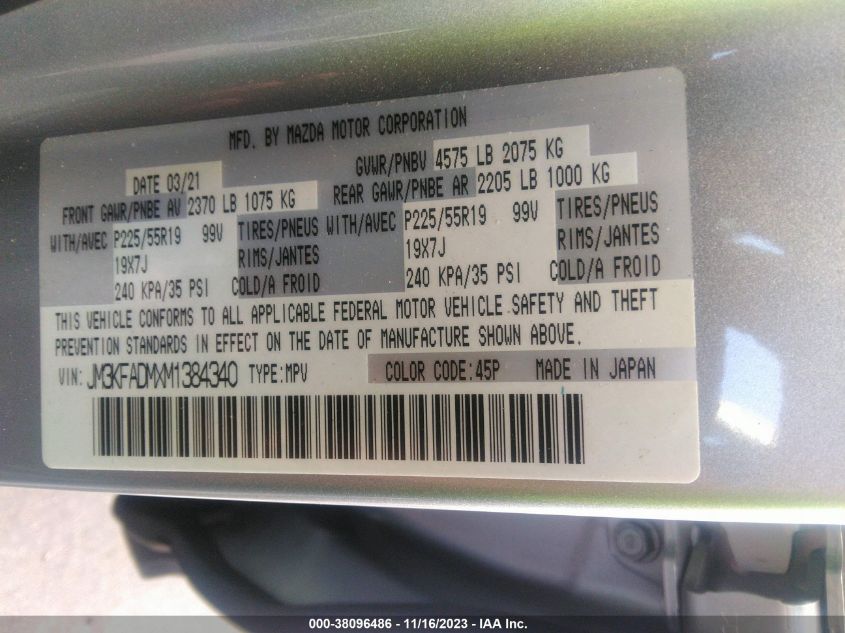 MFD. BY MAZDA MOTOR CORPORATION
DATE 03/21 GVWR/PNBV 4575 LB 2075 KG
FRONT GAWR/PNBE AV 2370 LB 1075 KG REAR GAWR/PNBE AR 2205 LB 1000 KG
WITH/AVEC P225/55R19 99V TIRES/PNEUS WITH/AVEC P225/55R19 99V TIRES/PNEUS
19X7J RIMS/JANTES 19X7J RIMS/JANTES
240 KPA/35 PSI COLD/A FROID 240 KPA/35 PSI COLD/A FROID
THIS VEHICLE CONFORMS TO ALL APPLICABLE FEDERAL MOTOR VEHICLE SAFETY AND THEFT
PREVENTION STANDARDS IN EFFECT ON THE DATE OF MANUFACTURE SHOWN ABOVE.
VIN: JM3KFADMXM1384340 TYPE:MPV COLOR CODE:45P MADE IN JAPAN
000-38096486 - 11/16/2023 - IAA Inc.